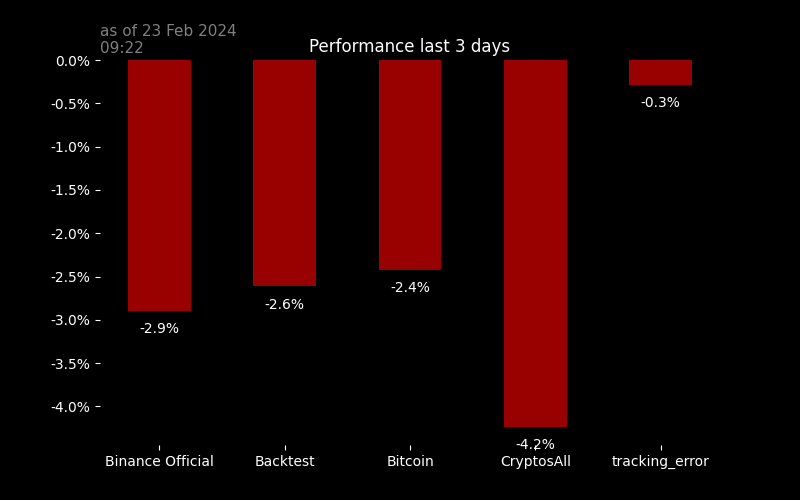 as of 23 Feb 2024
09:22
Performance last 3 days
0.0%
-0.5%
-1.0%
-1.5%
-2.0%
-2.5%
-3.0%
-3.5%
-4.0%
-2.9%
-2.6%
-2.4%
-4.2%
-0.3%
Binance Official
Backtest
Bitcoin
CryptosAll
tracking_error